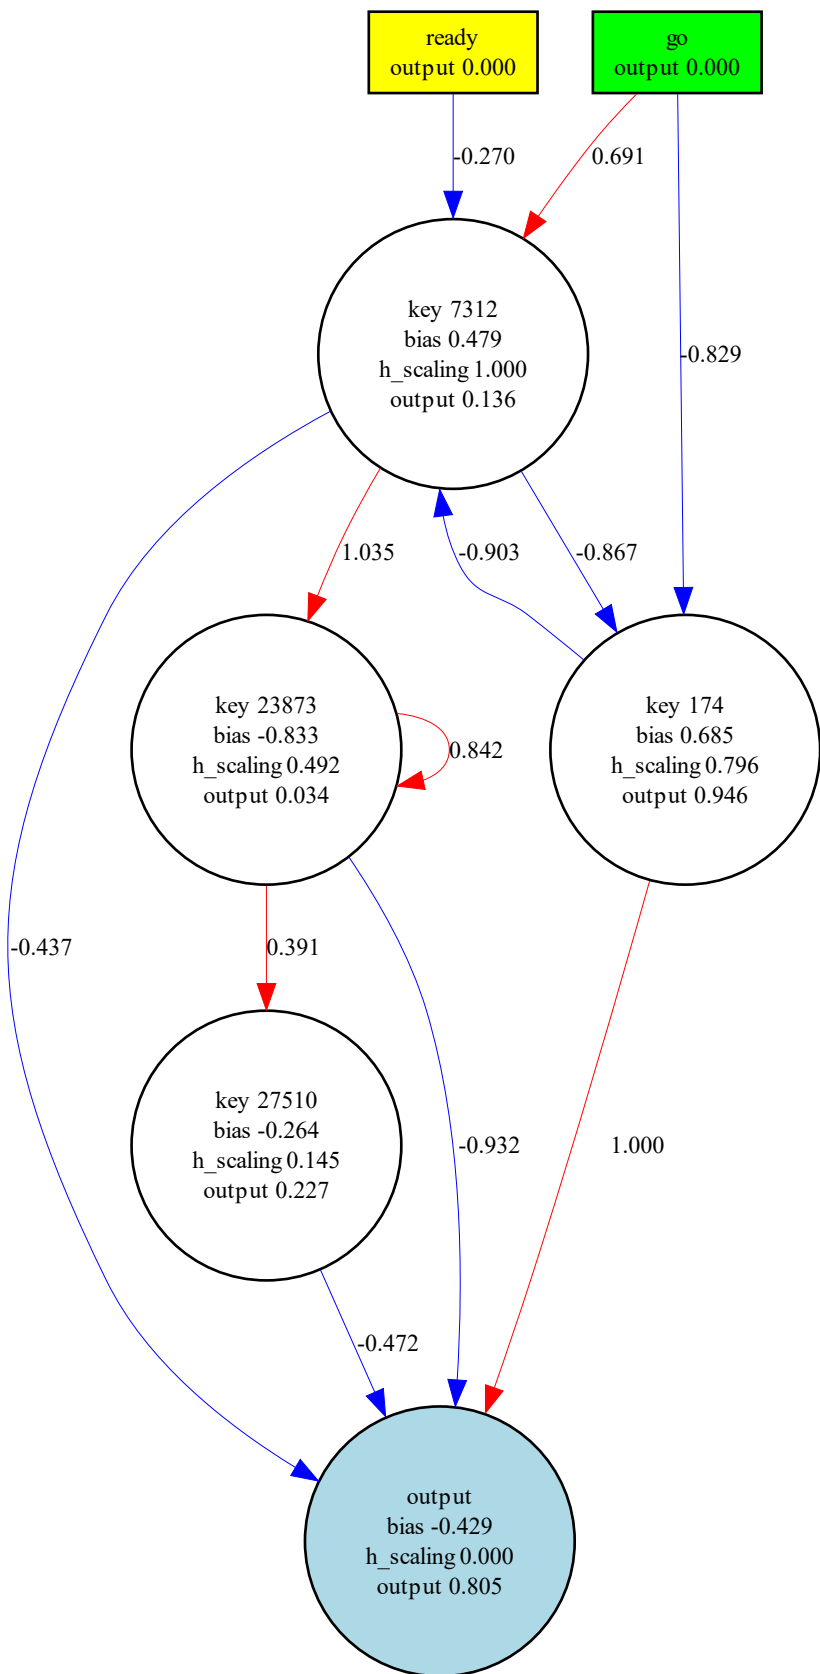 ready
output 0.000
go
output 0.000
-0.270
0.691
key 7312
bias 0.479
h_scaling 1.000
output 0.136
-0.829
1.035
-0.903
-0.867
key 23873
bias -0.833
h_scaling 0.492
output 0.034
0.842
key 174
bias 0.685
h_scaling 0.796
output 0.946
-0.437
0.391
key 27510
bias -0.264
h_scaling 0.145
output 0.227
-0.932
1.000
-0.472
output
bias -0.429
h_scaling 0.000
output 0.805